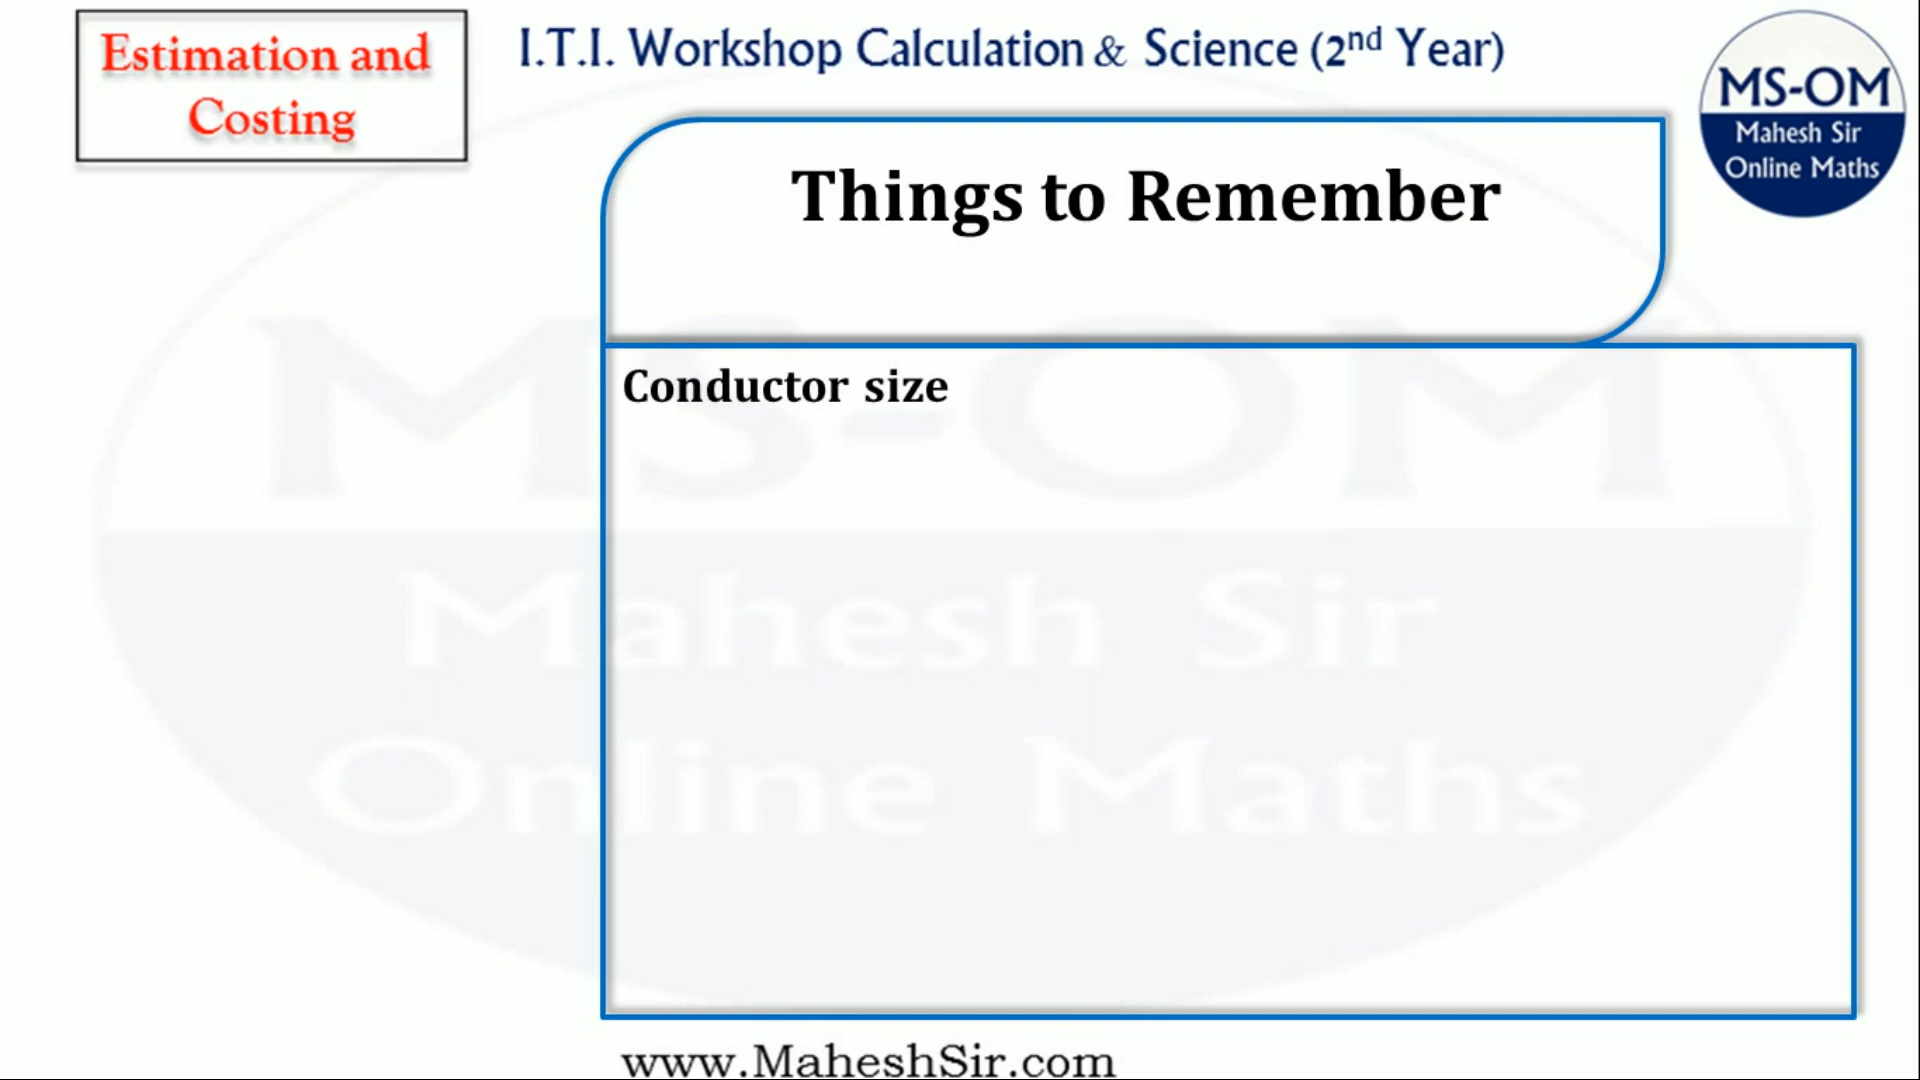 Estimation and
Costing
I.T.I. Workshop Calculation & Science (2nd Year)
MS-OM
Mahesh Sir
Online Maths
Things to Remember
Conductor size
MS-OM
Mahesh Sir
Online Maths
www.MaheshSir.com